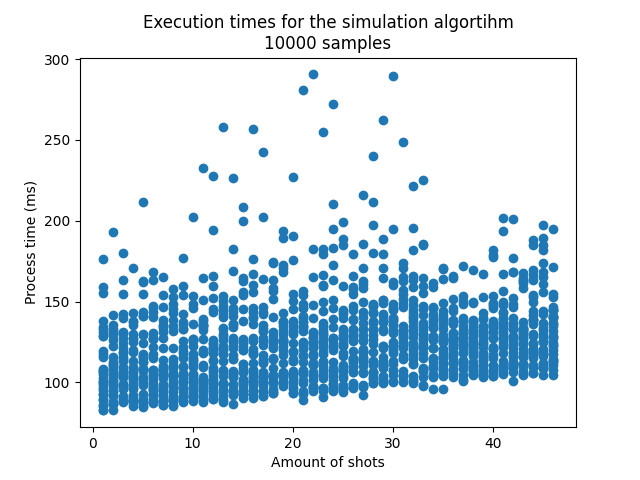 Execution times for the simulation algortihm
10000 samples
300
250
200
150
100
Process time (ms)
0
10
20
30
40
Amount of shots